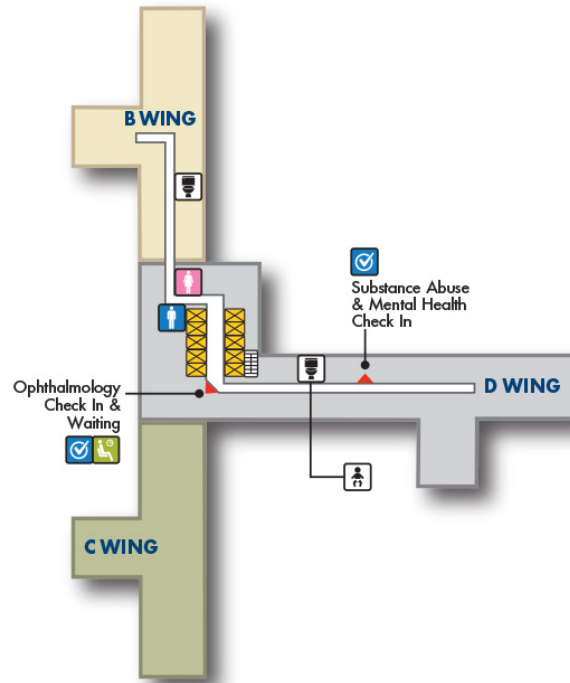 B WING
Substance Abuse
& Mental Health
Check In
Ophthalmology
Check In &
Waiting
D WING
C WING